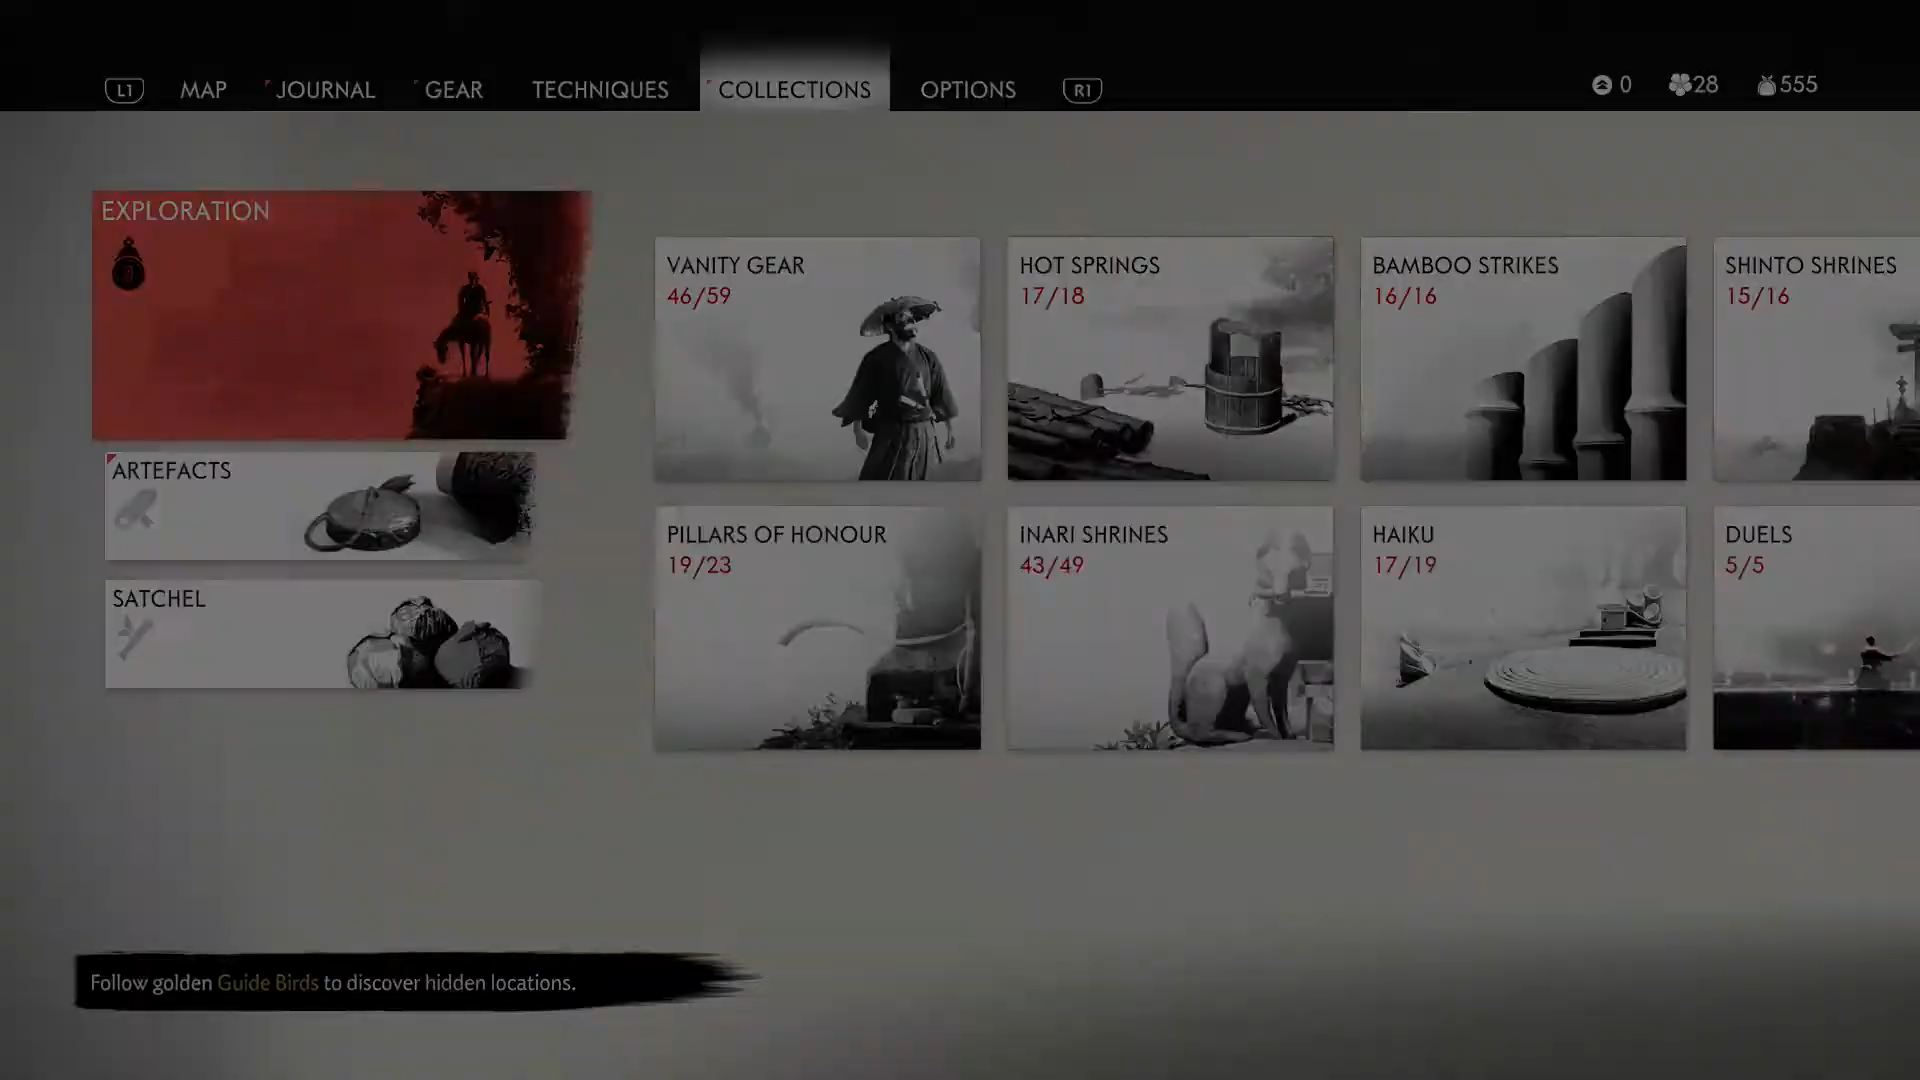 L1 MAP JOURNAL GEAR TECHNIQUES COLLECTIONS OPTIONS R1 0 28 555
EXPLORATION
ARTEFACTS
SATCHEL
VANITY GEAR
46/59
HOT SPRINGS
17/18
BAMBOO STRIKES
16/16
SHINTO SHRINES
15/16
PILLARS OF HONOUR
19/23
INARI SHRINES
43/49
HAIKU
17/19
DUELS
5/5
Follow golden Guide Birds to discover hidden locations.